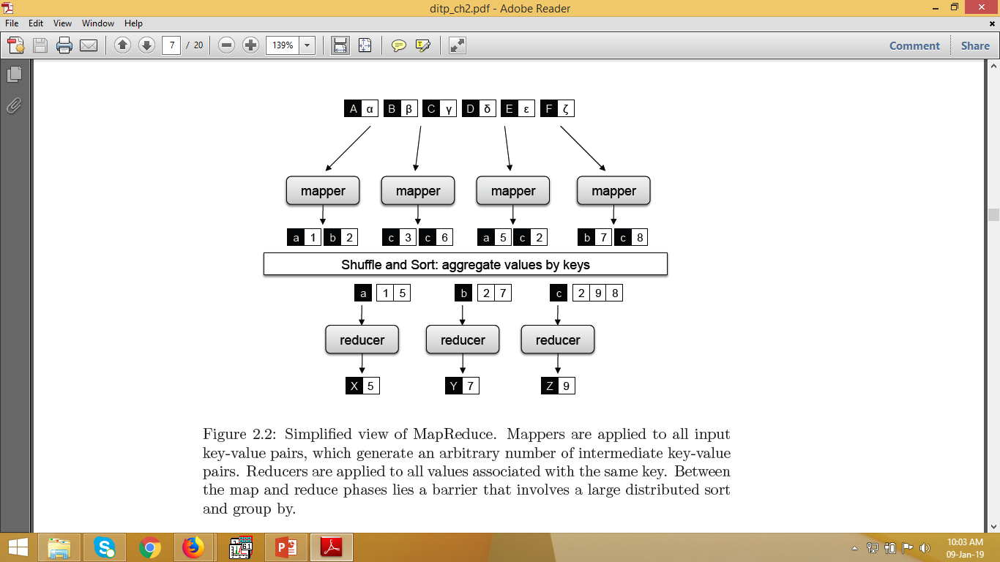 ditp_ch2.pdf - Adobe Reader
File Edit View Window Help
7 / 20 139% Comment Share
A α B β C γ D δ E ε F ζ
mapper mapper mapper mapper
a 1 b 2 c 3 c 6 a 5 c 2 b 7 c 8
Shuffle and Sort: aggregate values by keys
a 1 5 b 2 7 c 2 9 8
reducer reducer reducer
X 5 Y 7 Z 9
Figure 2.2: Simplified view of MapReduce. Mappers are applied to all input
key-value pairs, which generate an arbitrary number of intermediate key-value
pairs. Reducers are applied to all values associated with the same key. Between
the map and reduce phases lies a barrier that involves a large distributed sort
and group by.
10:03 AM
09-Jan-19